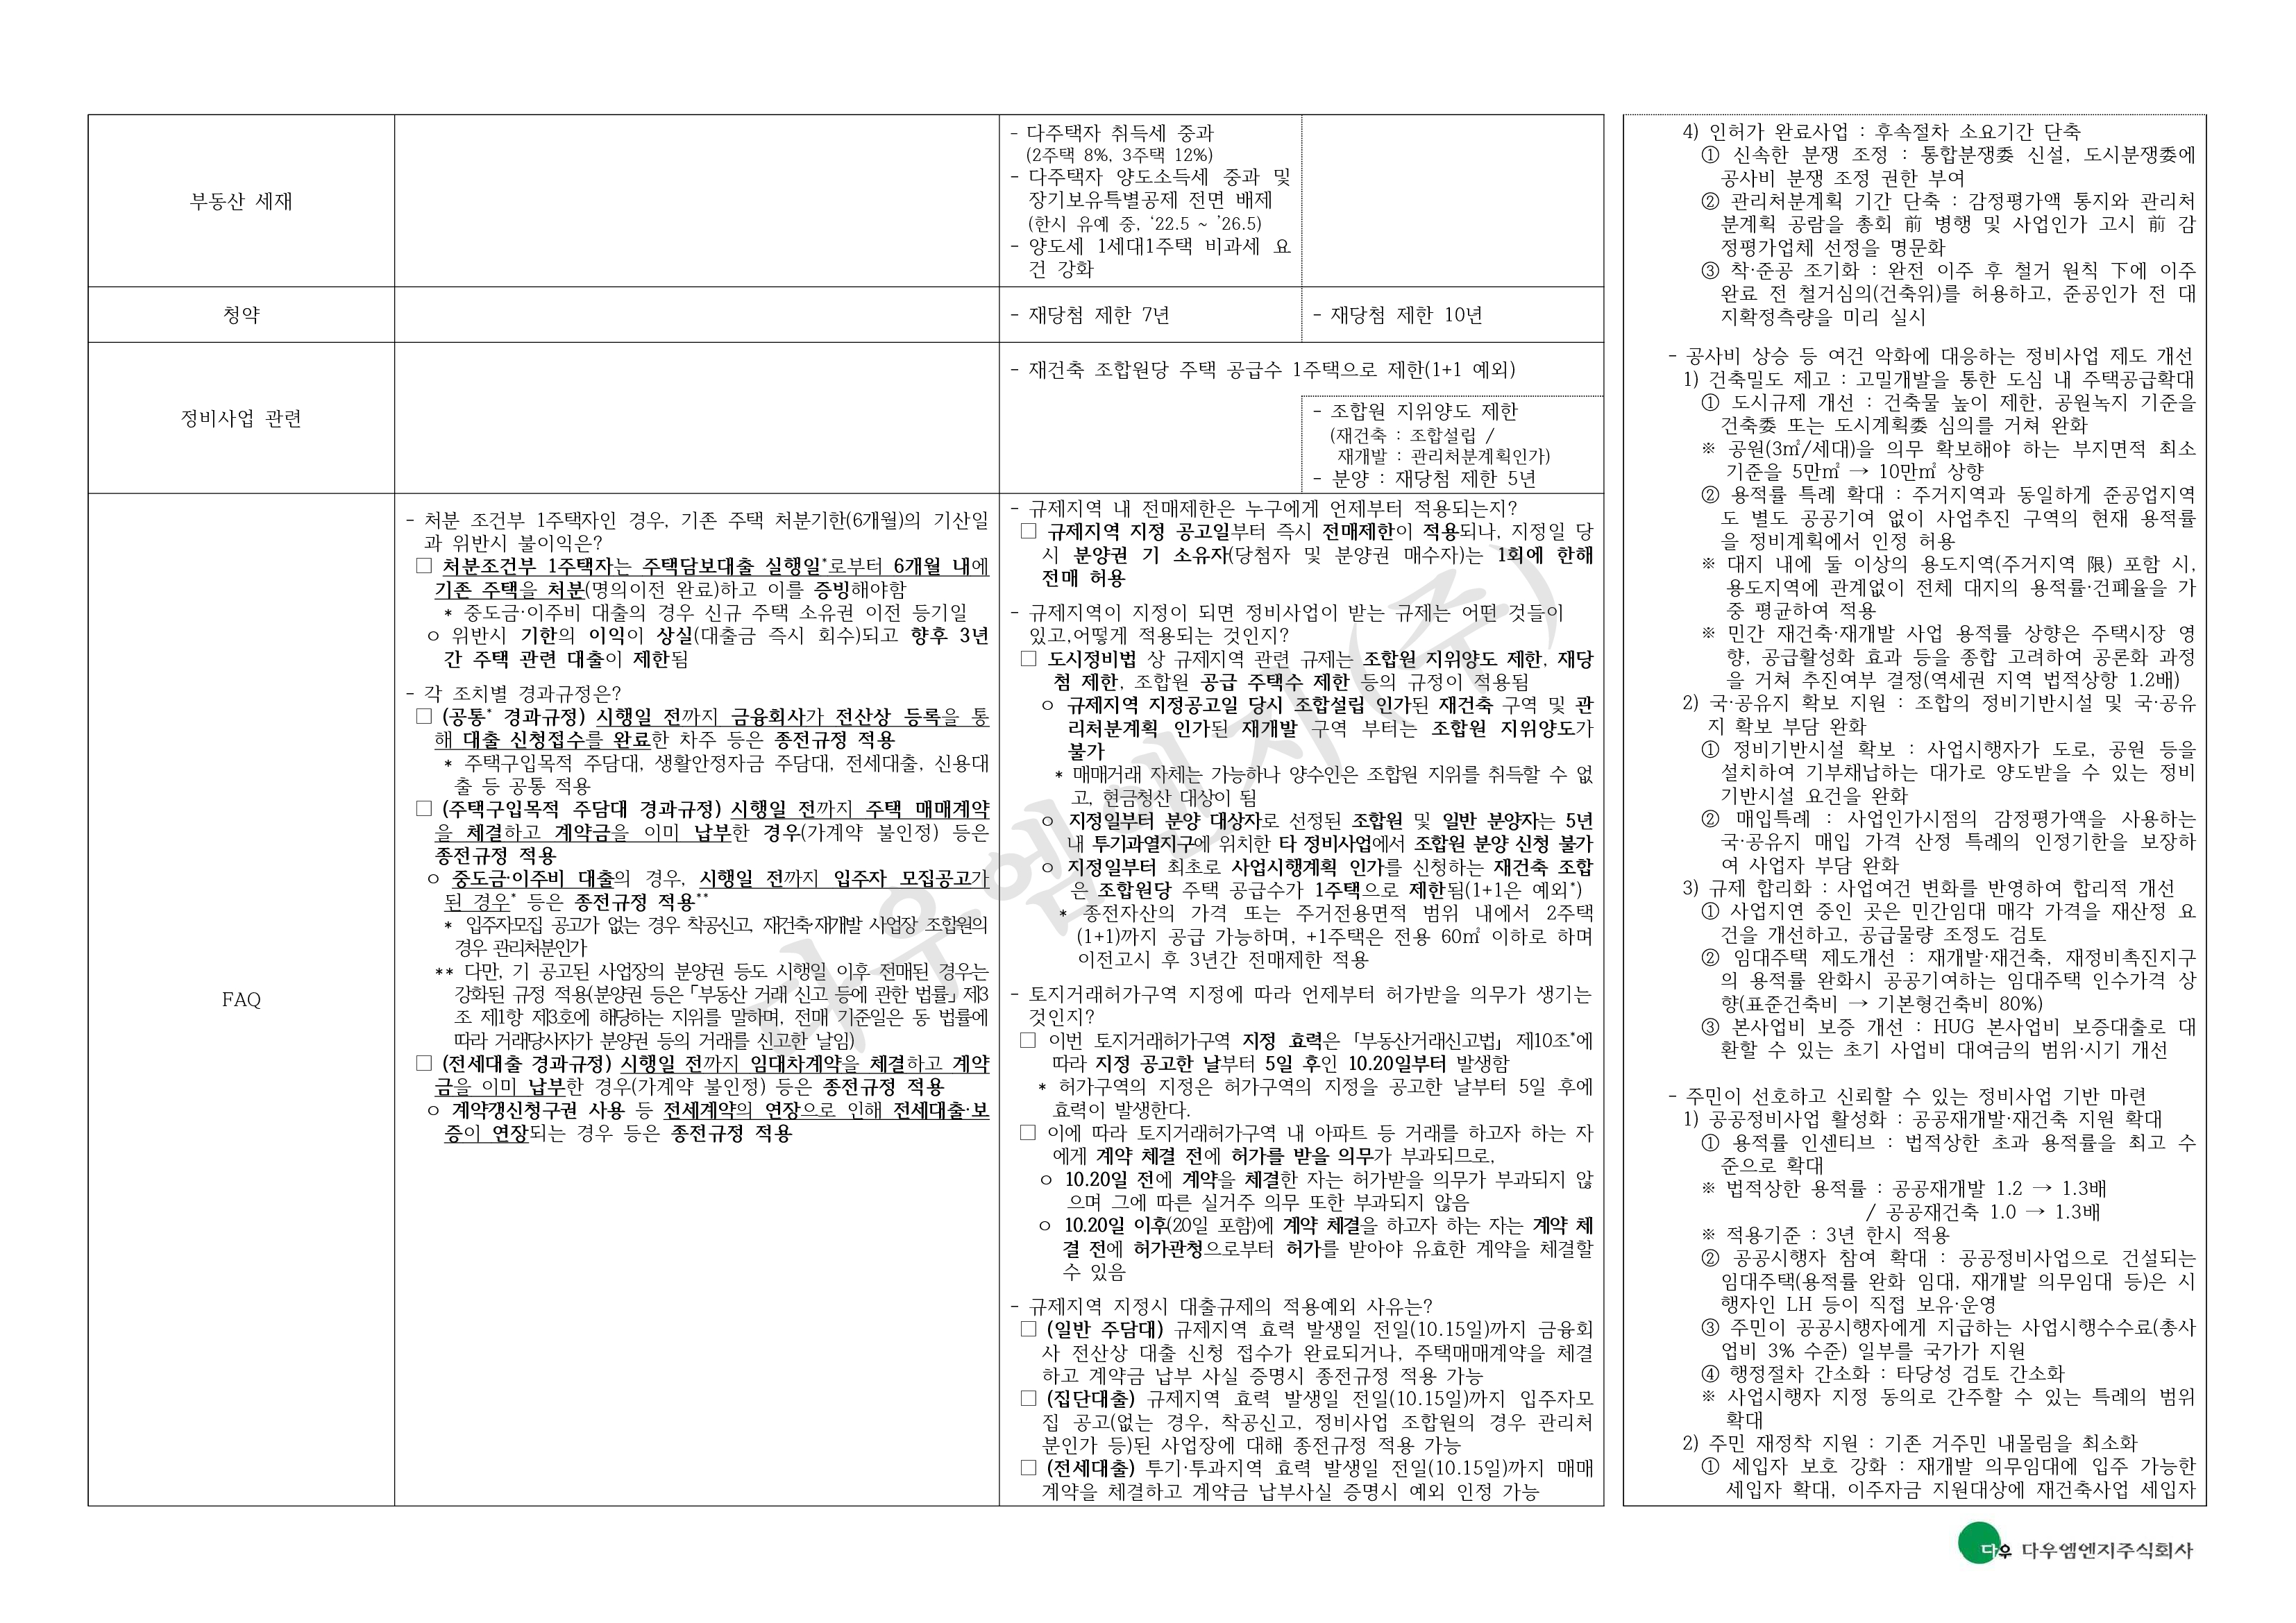 부동산 세재
- 다주택자 취득세 중과
(2주택 8%, 3주택 12%)
- 다주택자 양도소득세 중과 및
장기보유특별공제 전면 배제
(한시 유예 중, ‘22.5 ~ ’26.5)
- 양도세 1세대1주택 비과세 요
건 강화
청약
- 재당첨 제한 7년
- 재당첨 제한 10년
정비사업 관련
- 재건축 조합원당 주택 공급수 1주택으로 제한(1+1 예외)
- 조합원 지위양도 제한
(재건축 : 조합설립 /
재개발 : 관리처분계획인가)
- 분양 : 재당첨 제한 5년
FAQ
- 처분 조건부 1주택자인 경우, 기존 주택 처분기한(6개월)의 기산일
과 위반시 불이익은?
□ 처분조건부 1주택자는 주택담보대출 실행일*로부터 6개월 내에
기존 주택을 처분(명의이전 완료)하고 이를 증빙해야함
* 중도금·이주비 대출의 경우 신규 주택 소유권 이전 등기일
ㅇ 위반시 기한의 이익이 상실(대출금 즉시 회수)되고 향후 3년
간 주택 관련 대출이 제한됨
- 각 조치별 경과규정은?
□ (공통* 경과규정) 시행일 전까지 금융회사가 전산상 등록을 통
해 대출 신청접수를 완료한 차주 등은 종전규정 적용
* 주택구입목적 주담대, 생활안정자금 주담대, 전세대출, 신용대
출 등 공통 적용
□ (주택구입목적 주담대 경과규정) 시행일 전까지 주택 매매계약
을 체결하고 계약금을 이미 납부한 경우(가계약 불인정) 등은
종전규정 적용
ㅇ 중도금·이주비 대출의 경우, 시행일 전까지 입주자 모집공고가
된 경우* 등은 종전규정 적용**
* 입주자모집 공고가 없는 경우 착공신고, 재건축·재개발 사업장 조합원의
경우 관리처분인가
** 다만, 기 공고된 사업장의 분양권 등도 시행일 이후 전매된 경우는
강화된 규정 적용(분양권 등은 「부동산 거래 신고 등에 관한 법률」 제3
조 제1항 제3호에 해당하는 지위를 말하며, 전매 기준일은 동 법률에
따라 거래당사자가 분양권 등의 거래를 신고한 날임)
□ (전세대출 경과규정) 시행일 전까지 임대차계약을 체결하고 계약
금을 이미 납부한 경우(가계약 불인정) 등은 종전규정 적용
ㅇ 계약갱신청구권 사용 등 전세계약의 연장으로 인해 전세대출·보
증이 연장되는 경우 등은 종전규정 적용
- 규제지역 내 전매제한은 누구에게 언제부터 적용되는지?
□ 규제지역 지정 공고일부터 즉시 전매제한이 적용되나, 지정일 당
시 분양권 기 소유자(당첨자 및 분양권 매수자)는 1회에 한해
전매 허용
- 규제지역이 지정이 되면 정비사업이 받는 규제는 어떤 것들이
있고,어떻게 적용되는 것인지?
□ 도시정비법 상 규제지역 관련 규제는 조합원 지위양도 제한, 재당
첨 제한, 조합원 공급 주택수 제한 등의 규정이 적용됨
ㅇ 규제지역 지정공고일 당시 조합설립 인가된 재건축 구역 및 관
리처분계획 인가된 재개발 구역 부터는 조합원 지위양도가
불가
* 매매거래 자체는 가능하나 양수인은 조합원 지위를 취득할 수 없
고, 현금청산 대상이 됨
ㅇ 지정일부터 분양 대상자로 선정된 조합원 및 일반 분양자는 5년
내 투기과열지구에 위치한 타 정비사업에서 조합원 분양 신청 불가
ㅇ 지정일부터 최초로 사업시행계획 인가를 신청하는 재건축 조합
은 조합원당 주택 공급수가 1주택으로 제한됨(1+1은 예외*)
* 종전자산의 가격 또는 주거전용면적 범위 내에서 2주택
(1+1)까지 공급 가능하며, +1주택은 전용 60㎡ 이하로 하며
이전고시 후 3년간 전매제한 적용
- 토지거래허가구역 지정에 따라 언제부터 허가받을 의무가 생기는
것인지?
□ 이번 토지거래허가구역 지정 효력은 「부동산거래신고법」 제10조*에
따라 지정 공고한 날부터 5일 후인 10.20일부터 발생함
* 허가구역의 지정은 허가구역의 지정을 공고한 날부터 5일 후에
효력이 발생한다.
□ 이에 따라 토지거래허가구역 내 아파트 등 거래를 하고자 하는 자
에게 계약 체결 전에 허가를 받을 의무가 부과되므로,
ㅇ 10.20일 전에 계약을 체결한 자는 허가받을 의무가 부과되지 않
으며 그에 따른 실거주 의무 또한 부과되지 않음
ㅇ 10.20일 이후(20일 포함)에 계약 체결을 하고자 하는 자는 계약 체
결 전에 허가관청으로부터 허가를 받아야 유효한 계약을 체결할
수 있음
- 규제지역 지정시 대출규제의 적용예외 사유는?
□ (일반 주담대) 규제지역 효력 발생일 전일(10.15일)까지 금융회
사 전산상 대출 신청 접수가 완료되거나, 주택매매계약을 체결
하고 계약금 납부 사실 증명시 종전규정 적용 가능
□ (집단대출) 규제지역 효력 발생일 전일(10.15일)까지 입주자모
집 공고(없는 경우, 착공신고, 정비사업 조합원의 경우 관리처
분인가 등)된 사업장에 대해 종전규정 적용 가능
□ (전세대출) 투기·투과지역 효력 발생일 전일(10.15일)까지 매매
계약을 체결하고 계약금 납부사실 증명시 예외 인정 가능
4) 인허가 완료사업 : 후속절차 소요기간 단축
① 신속한 분쟁 조정 : 통합분쟁委 신설, 도시분쟁委에
공사비 분쟁 조정 권한 부여
② 관리처분계획 기간 단축 : 감정평가액 통지와 관리처
분계획 공람을 총회 前 병행 및 사업인가 고시 前 감
정평가업체 선정을 명문화
③ 착·준공 조기화 : 완전 이주 후 철거 원칙 下에 이주
완료 전 철거심의(건축위)를 허용하고, 준공인가 전 대
지확정측량을 미리 실시
- 공사비 상승 등 여건 악화에 대응하는 정비사업 제도 개선
1) 건축밀도 제고 : 고밀개발을 통한 도심 내 주택공급확대
① 도시규제 개선 : 건축물 높이 제한, 공원녹지 기준을
건축委 또는 도시계획委 심의를 거쳐 완화
※ 공원(3㎡/세대)을 의무 확보해야 하는 부지면적 최소
기준을 5만㎡ → 10만㎡ 상향
② 용적률 특례 확대 : 주거지역과 동일하게 준공업지역
도 별도 공공기여 없이 사업추진 구역의 현재 용적률
을 정비계획에서 인정 허용
※ 대지 내에 둘 이상의 용도지역(주거지역 限) 포함 시,
용도지역에 관계없이 전체 대지의 용적률·건폐율을 가
중 평균하여 적용
※ 민간 재건축·재개발 사업 용적률 상향은 주택시장 영
향, 공급활성화 효과 등을 종합 고려하여 공론화 과정
을 거쳐 추진여부 결정(역세권 지역 법적상항 1.2배)
2) 국·공유지 확보 지원 : 조합의 정비기반시설 및 국·공유
지 확보 부담 완화
① 정비기반시설 확보 : 사업시행자가 도로, 공원 등을
설치하여 기부채납하는 대가로 양도받을 수 있는 정비
기반시설 요건을 완화
② 매입특례 : 사업인가시점의 감정평가액을 사용하는
국·공유지 매입 가격 산정 특례의 인정기한을 보장하
여 사업자 부담 완화
3) 규제 합리화 : 사업여건 변화를 반영하여 합리적 개선
① 사업지연 중인 곳은 민간임대 매각 가격을 재산정 요
건을 개선하고, 공급물량 조정도 검토
② 임대주택 제도개선 : 재개발·재건축, 재정비촉진지구
의 용적률 완화시 공공기여하는 임대주택 인수가격 상
향(표준건축비 → 기본형건축비 80%)
③ 본사업비 보증 개선 : HUG 본사업비 보증대출로 대
환할 수 있는 초기 사업비 대여금의 범위·시기 개선
- 주민이 선호하고 신뢰할 수 있는 정비사업 기반 마련
1) 공공정비사업 활성화 : 공공재개발·재건축 지원 확대
① 용적률 인센티브 : 법적상한 초과 용적률을 최고 수
준으로 확대
※ 법적상한 용적률 : 공공재개발 1.2 → 1.3배
/ 공공재건축 1.0 → 1.3배
※ 적용기준 : 3년 한시 적용
② 공공시행자 참여 확대 : 공공정비사업으로 건설되는
임대주택(용적률 완화 임대, 재개발 의무임대 등)은 시
행자인 LH 등이 직접 보유·운영
③ 주민이 공공시행자에게 지급하는 사업시행수수료(총사
업비 3% 수준) 일부를 국가가 지원
④ 행정절차 간소화 : 타당성 검토 간소화
※ 사업시행자 지정 동의로 간주할 수 있는 특례의 범위
확대
2) 주민 재정착 지원 : 기존 거주민 내몰림을 최소화
① 세입자 보호 강화 : 재개발 의무임대에 입주 가능한
세입자 확대, 이주자금 지원대상에 재건축사업 세입자
다우엠엔지(주)
다우 다우엠엔지주식회사